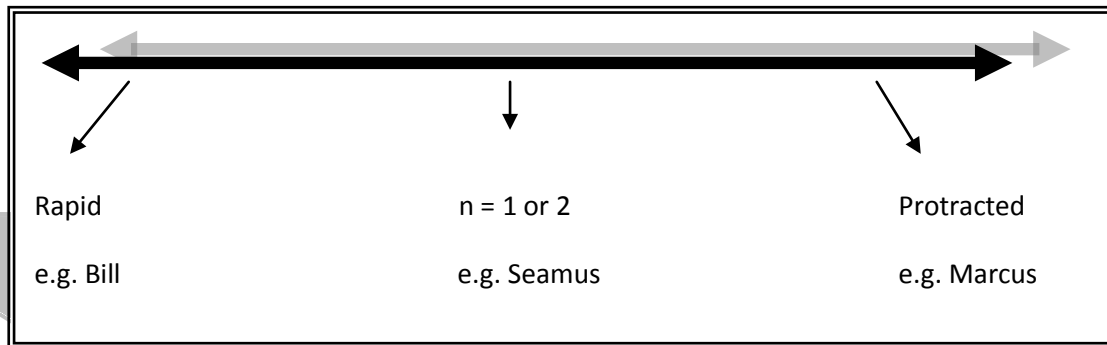 Rapid n = 1 or 2 Protracted
e.g. Bill e.g. Seamus e.g. Marcus